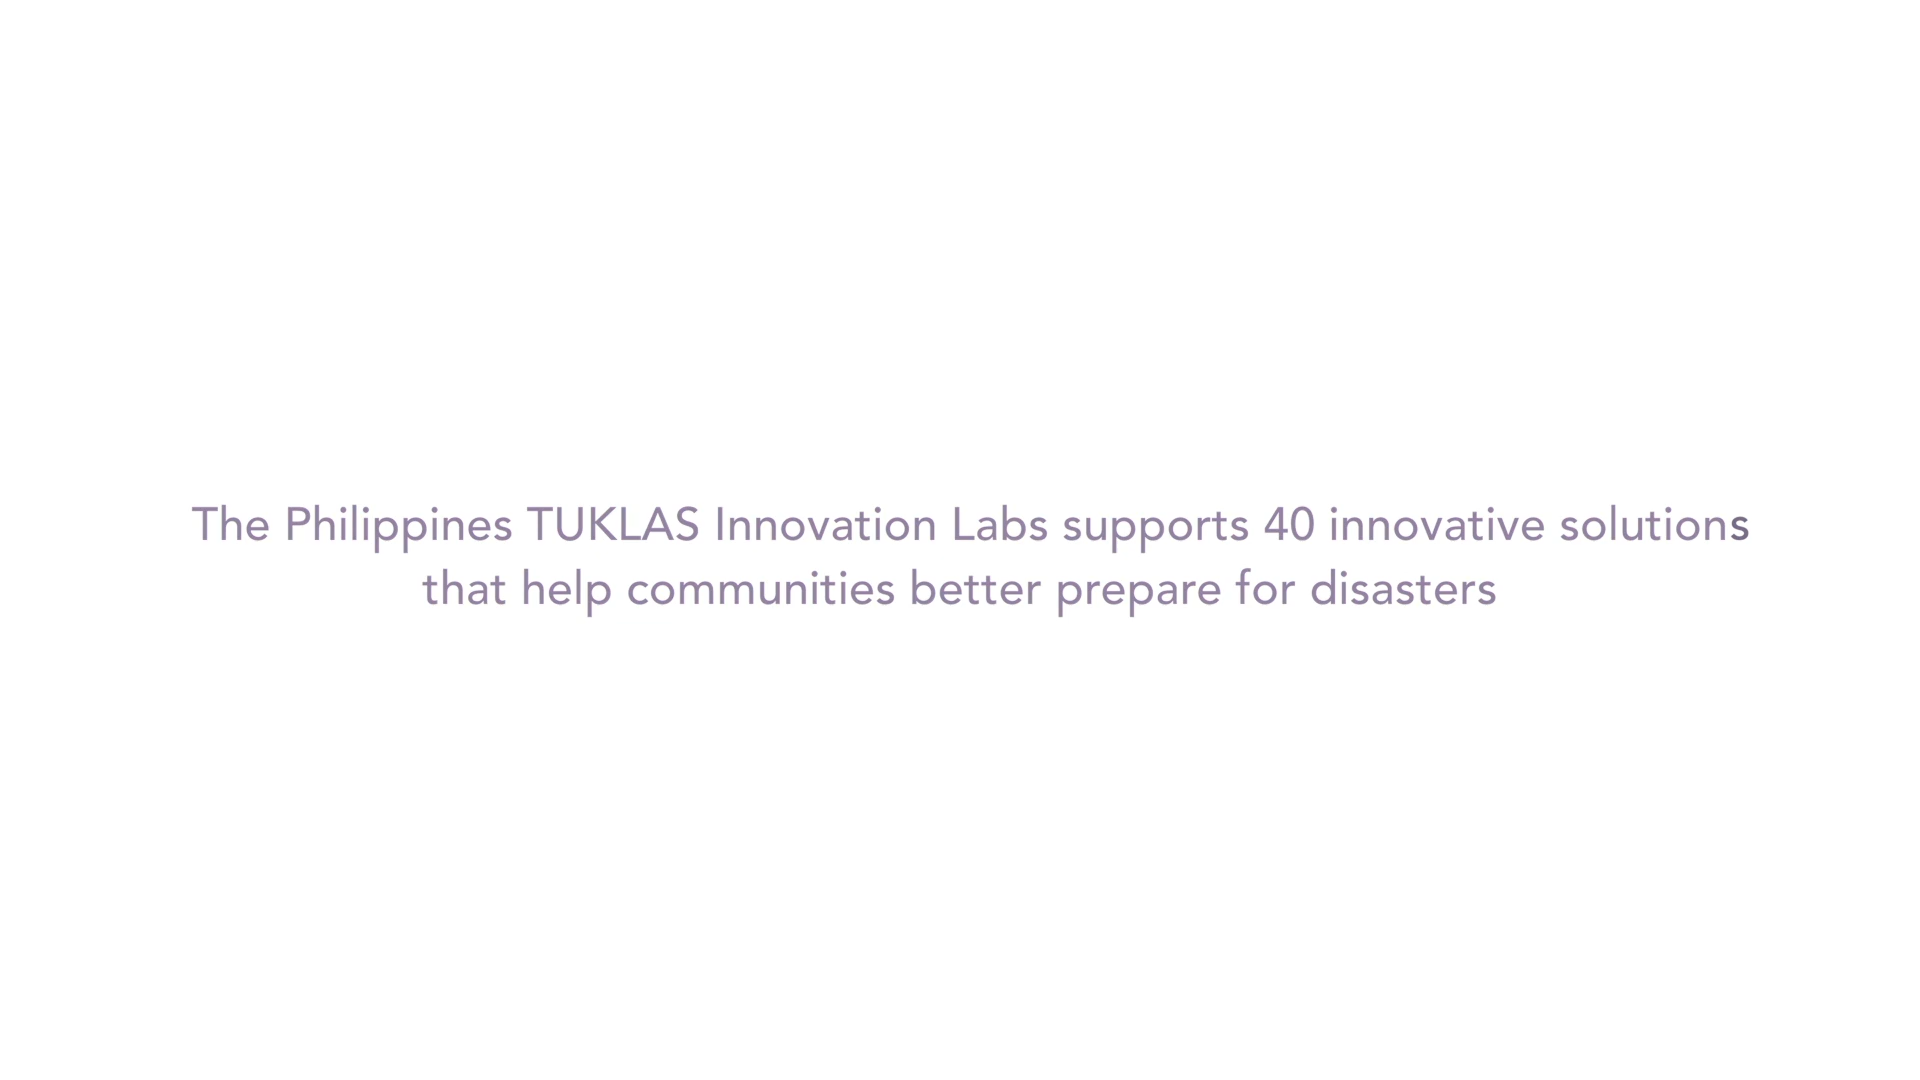 The Philippines TUKLAS Innovation Labs supports 40 innovative solutions
that help communities better prepare for disasters